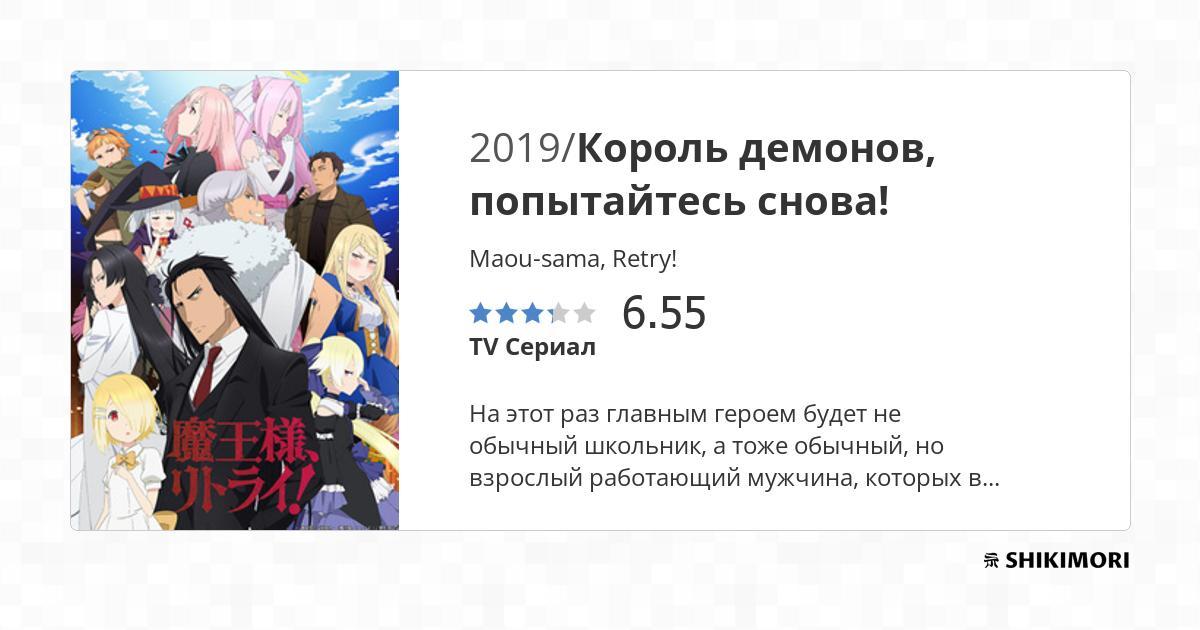 2019/Король демонов,
попытайтесь снова!
Maou-sama, Retry!
6.55
TV Сериал
На этот раз главным героем будет не
обычный школьник, а тоже обычный, но
взрослый работающий мужчина, которых в...
魔王様、
リトライ!
SHIKIMORI